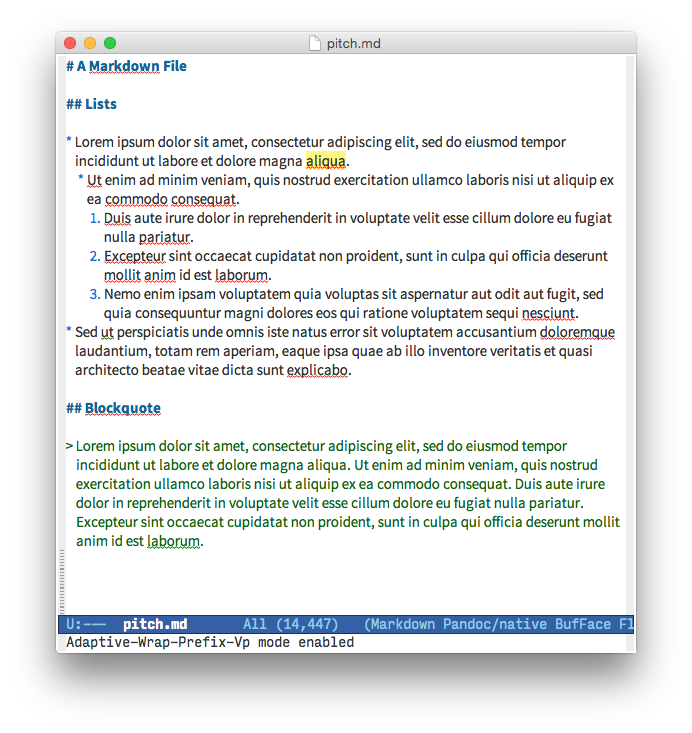 pitch.md
# A Markdown File
## Lists
* Lorem ipsum dolor sit amet, consectetur adipiscing elit, sed do eiusmod tempor
incididunt ut labore et dolore magna aliqua.
* Ut enim ad minim veniam, quis nostrud exercitation ullamco laboris nisi ut aliquip ex
ea commodo consequat.
1. Duis aute irure dolor in reprehenderit in voluptate velit esse cillum dolore eu fugiat
nulla pariatur.
2. Excepteur sint occaecat cupidatat non proident, sunt in culpa qui officia deserunt
mollit anim id est laborum.
3. Nemo enim ipsam voluptatem quia voluptas sit aspernatur aut odit aut fugit, sed
quia consequuntur magni dolores eos qui ratione voluptatem sequi nesciunt.
* Sed ut perspiciatis unde omnis iste natus error sit voluptatem accusantium doloremque
laudantium, totam rem aperiam, eaque ipsa quae ab illo inventore veritatis et quasi
architecto beatae vitae dicta sunt explicabo.
## Blockquote
> Lorem ipsum dolor sit amet, consectetur adipiscing elit, sed do eiusmod tempor
incididunt ut labore et dolore magna aliqua. Ut enim ad minim veniam, quis nostrud
exercitation ullamco laboris nisi ut aliquip ex ea commodo consequat. Duis aute irure
dolor in reprehenderit in voluptate velit esse cillum dolore eu fugiat nulla pariatur.
Excepteur sint occaecat cupidatat non proident, sunt in culpa qui officia deserunt mollit
anim id est laborum.
U:--- pitch.md All (14,447) (Markdown Pandoc/native BufFace Fl
Adaptive-Wrap-Prefix-Vp mode enabled